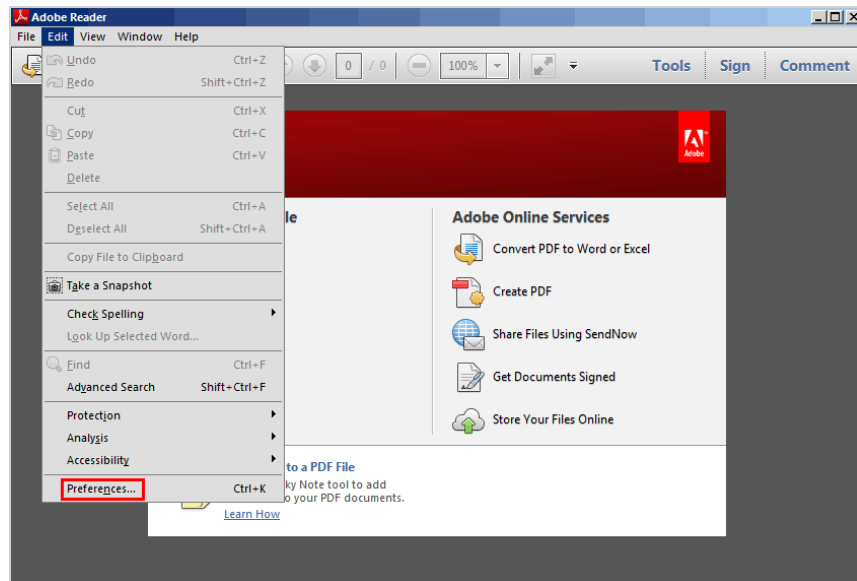 Adobe Reader
File Edit View Window Help
0 / 0 100% Tools Sign Comment
Undo Ctrl+Z
Redo Shift+Ctrl+Z
Cut Ctrl+X
Copy Ctrl+C
Paste Ctrl+V
Delete
Select All Ctrl+A
Deselect All Shift+Ctrl+A
Copy File to Clipboard
Take a Snapshot
Check Spelling
Look Up Selected Word...
Find Ctrl+F
Advanced Search Shift+Ctrl+F
Protection
Analysis
Accessibility
Preferences... Ctrl+K
Adobe
le
Adobe Online Services
Convert PDF to Word or Excel
Create PDF
Share Files Using SendNow
Get Documents Signed
Store Your Files Online
to a PDF File
ky Note tool to add
o your PDF documents.
Learn How